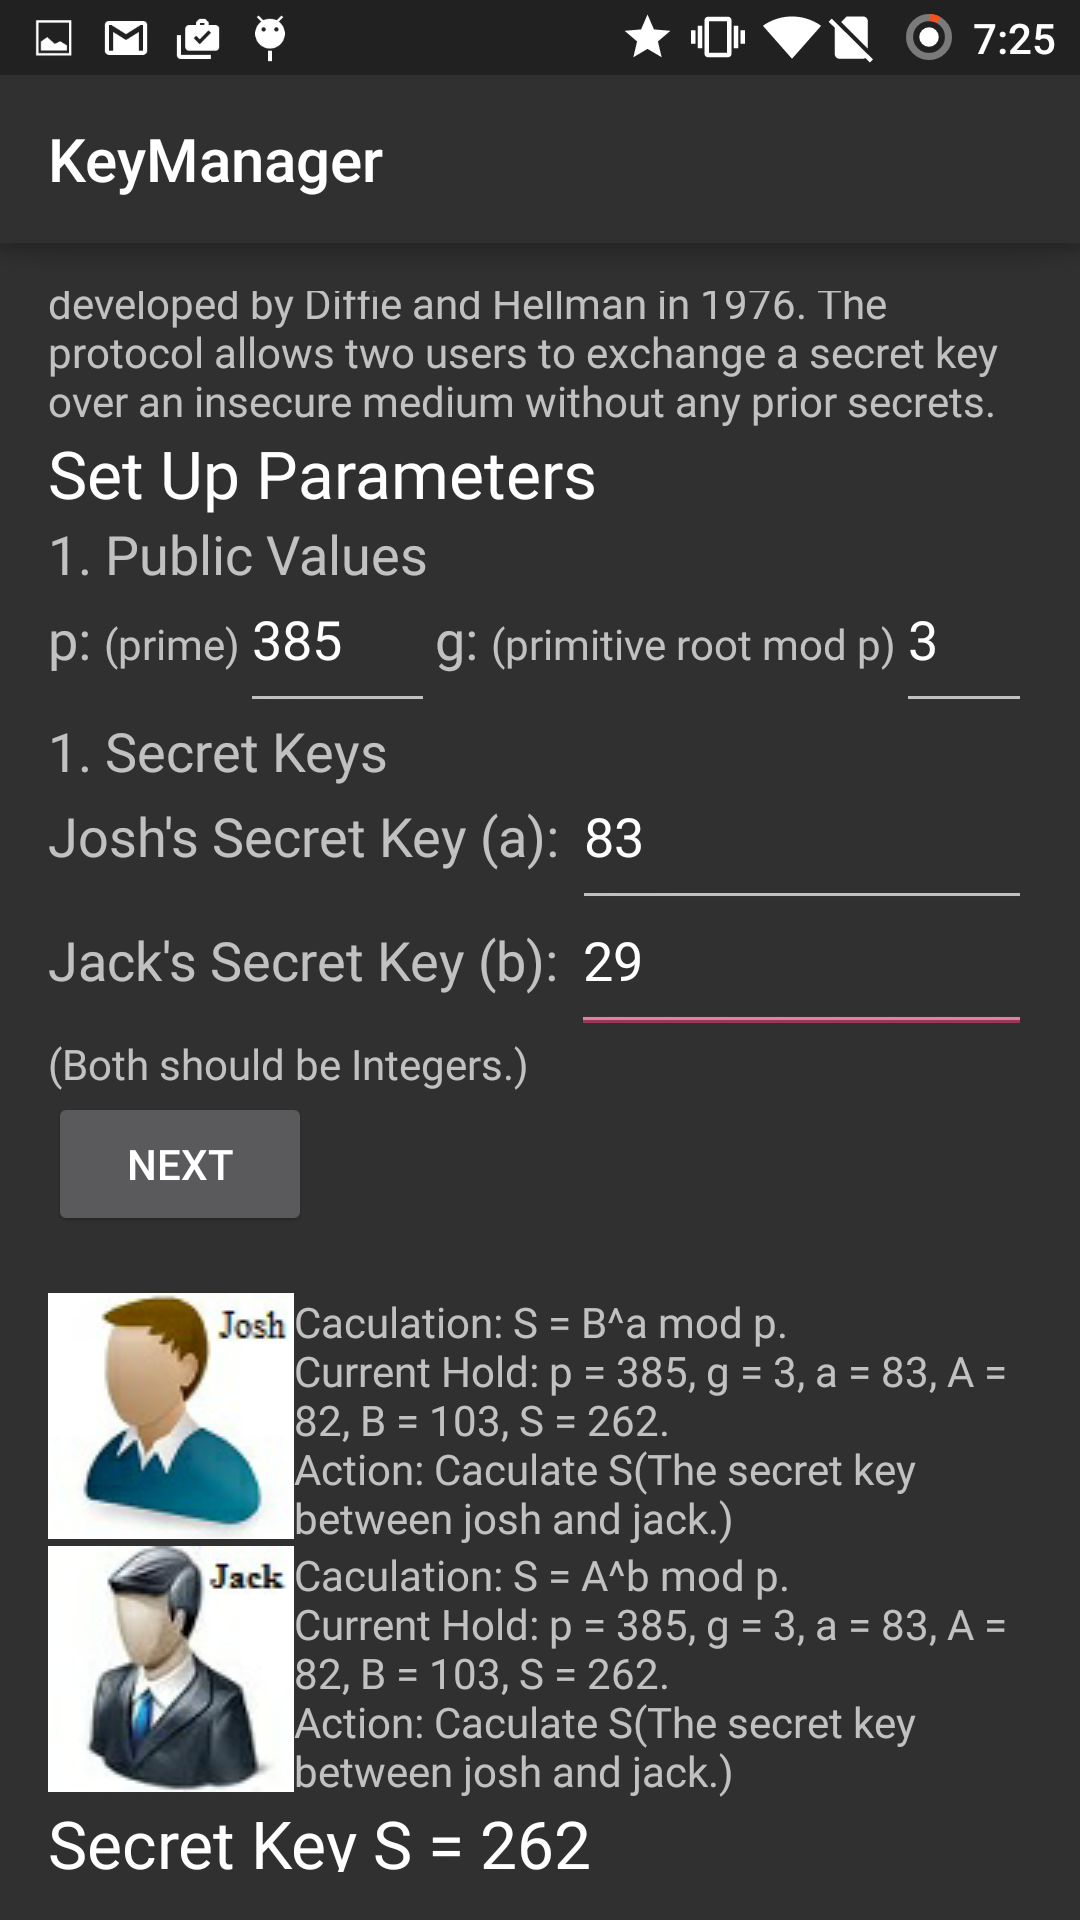 7:25
KeyManager
developed by Diffie and Hellman in 1976. The
protocol allows two users to exchange a secret key
over an insecure medium without any prior secrets.
Set Up Parameters
1. Public Values
p: (prime) 385 g: (primitive root mod p) 3
1. Secret Keys
Josh's Secret Key (a): 83
Jack's Secret Key (b): 29
(Both should be Integers.)
NEXT
Josh
Caculation: S = B^a mod p.
Current Hold: p = 385, g = 3, a = 83, A =
82, B = 103, S = 262.
Action: Caculate S(The secret key
between josh and jack.)
Jack
Caculation: S = A^b mod p.
Current Hold: p = 385, g = 3, a = 83, A =
82, B = 103, S = 262.
Action: Caculate S(The secret key
between josh and jack.)
Secret Key S = 262